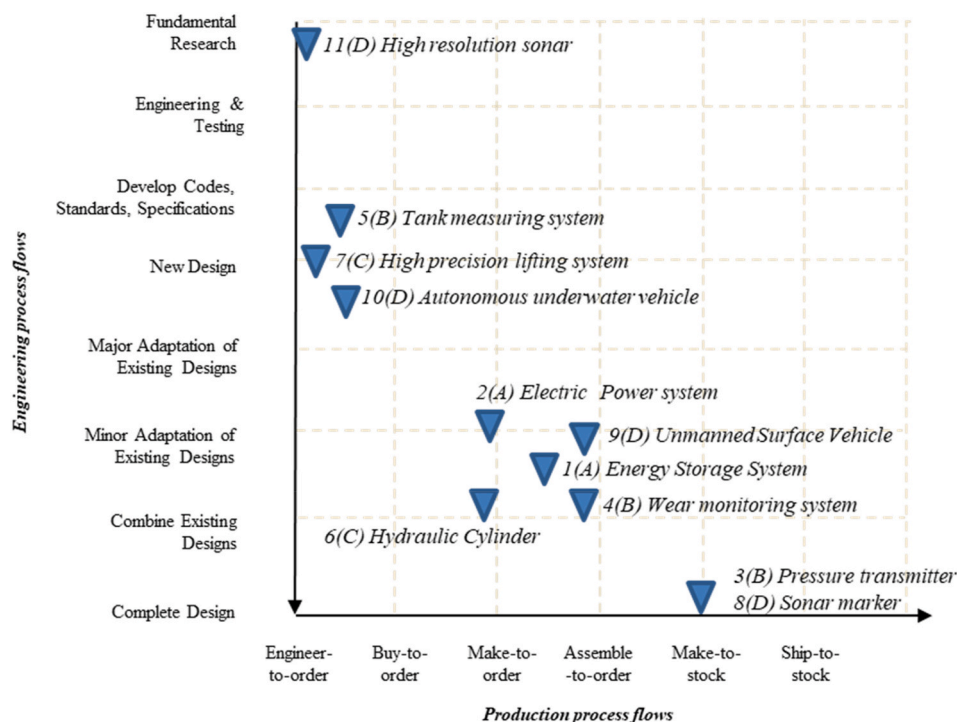 Fundamental
Research
11(D) High resolution sonar
Engineering &
Testing
Develop Codes,
Standards, Specifications
5(B) Tank measuring system
New Design
7(C) High precision lifting system
10(D) Autonomous underwater vehicle
Major Adaptation of
Existing Designs
2(A) Electric Power system
Minor Adaptation of
Existing Designs
9(D) Unmanned Surface Vehicle
1(A) Energy Storage System
4(B) Wear monitoring system
Combine Existing
Designs
6(C) Hydraulic Cylinder
3(B) Pressure transmitter
8(D) Sonar marker
Complete Design
Engineering process flows
Engineer-
to-order
Buy-to-
order
Make-to-
order
Assemble
-to-order
Make-to-
stock
Ship-to-
stock
Production process flows